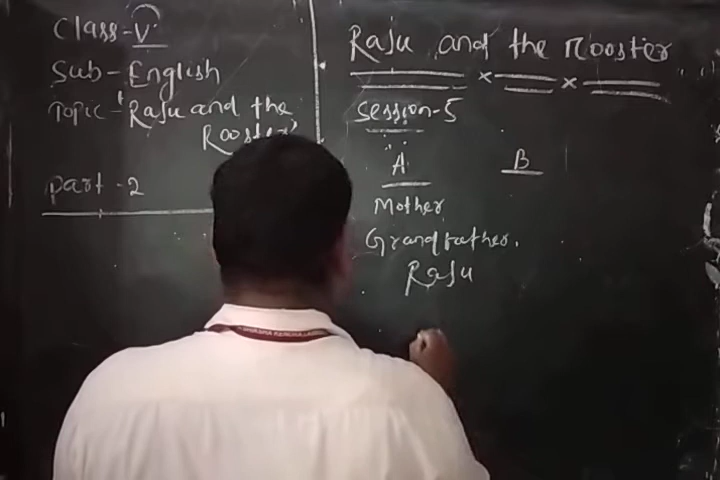 Class-V
Sub-English
Topic-'Raju and the
Rooster'
Part-2
Raju and the Rooster
Session-5
A B
Mother
Grandfather.
Raju